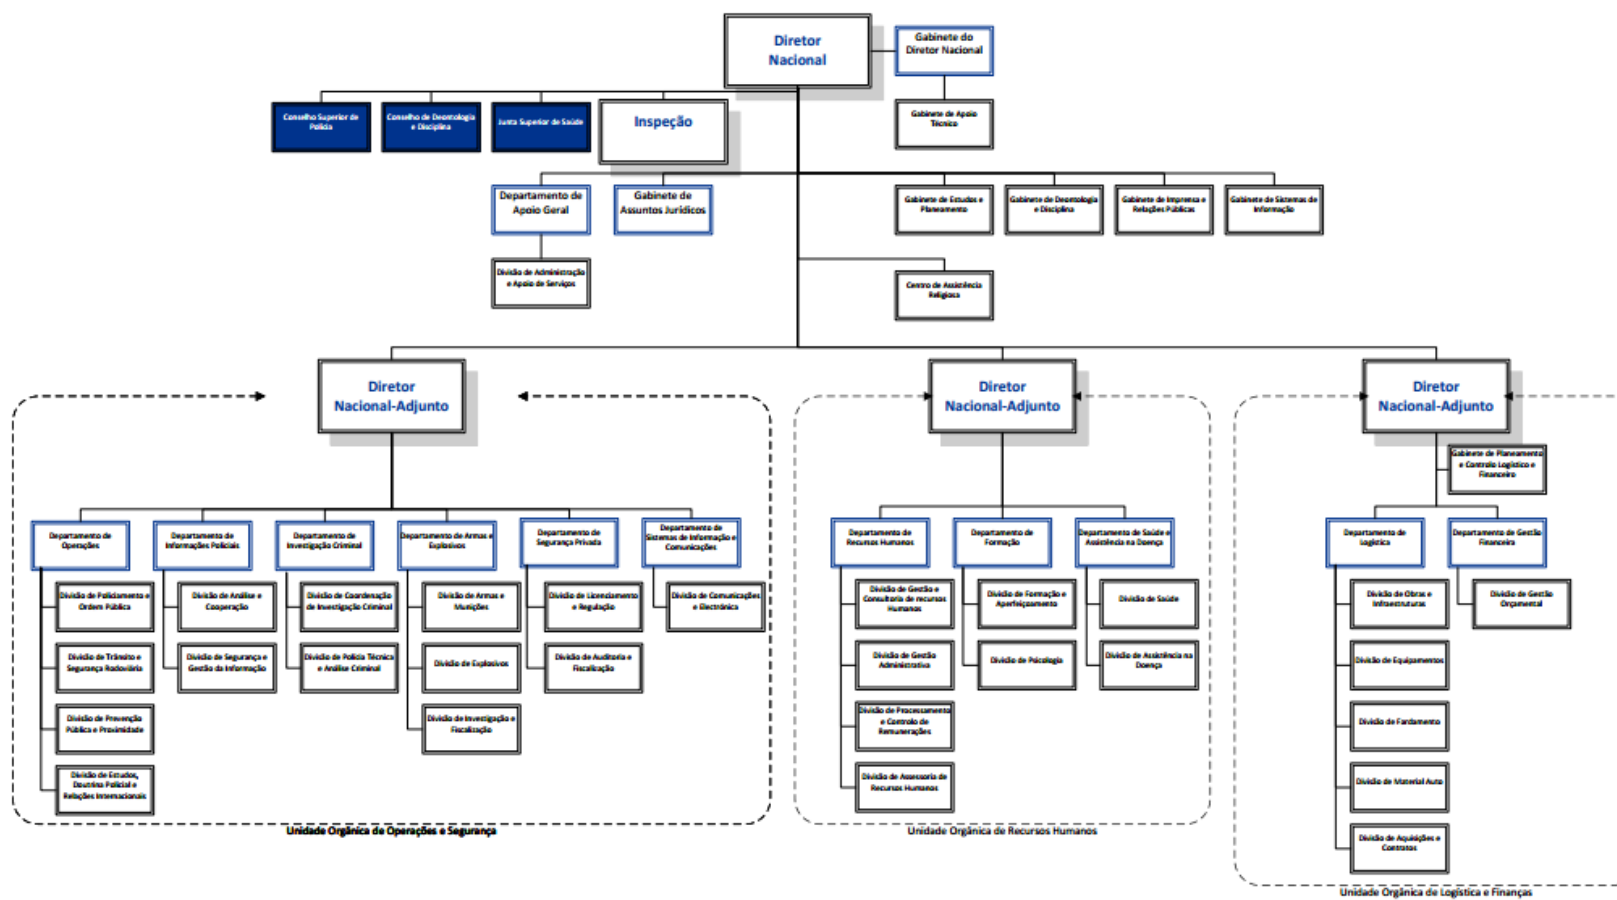 Diretor
Nacional
Gabinete do
Diretor Nacional
Gabinete de Apoio
Técnico
Conselho Superior de
Polícia
Conselho de Deontologia
e Disciplina
Junta Superior de Saúde
Inspeção
Departamento de
Apoio Geral
Gabinete de
Assuntos Jurídicos
Gabinete de Estudos e
Planeamento
Gabinete de Deontologia
e Disciplina
Gabinete de Imprensa e
Relações Públicas
Gabinete de Sistemas de
Informação
Divisão de Administração
e Apoio de Serviços
Centro de Assistência
Religiosa
Diretor
Nacional-Adjunto
Departamento de
Operações
Departamento de
Informações Policiais
Departamento de
Investigação Criminal
Departamento de Armas e
Explosivos
Departamento de
Segurança Privada
Departamento de
Sistemas de Informação e
Comunicações
Divisão de Policiamento e
Ordem Pública
Divisão de Trânsito e
Segurança Rodoviária
Divisão de Prevenção
Pública e Proximidade
Divisão de Estudos,
Doutrina Policial e
Relações Internacionais
Divisão de Análise e
Cooperação
Divisão de Segurança e
Gestão da Informação
Divisão de Coordenação
de Investigação Criminal
Divisão de Polícia Técnica
e Análise Criminal
Divisão de Armas e
Munições
Divisão de Explosivos
Divisão de Investigação e
Fiscalização
Divisão de Licenciamento
e Regulação
Divisão de Auditoria e
Fiscalização
Divisão de Comunicações
e Electrónica
Unidade Orgânica de Operações e Segurança
Diretor
Nacional-Adjunto
Departamento de
Recursos Humanos
Departamento de
Formação
Departamento de Saúde e
Assistência na Doença
Divisão de Gestão e
Consultoria de recursos
Humanos
Divisão de Gestão
Administrativa
Divisão de Processamento
e Controlo de
Remunerações
Divisão de Assessoria de
Recursos Humanos
Divisão de Formação e
Aperfeiçoamento
Divisão de Psicologia
Divisão de Saúde
Divisão de Assistência na
Doença
Unidade Orgânica de Recursos Humanos
Diretor
Nacional-Adjunto
Gabinete de Planeamento
e Controlo Logístico e
Financeiro
Departamento de
Logística
Departamento de Gestão
Financeira
Divisão de Obras e
Infraestruturas
Divisão de Equipamentos
Divisão de Fardamento
Divisão de Material Auto
Divisão de Aquisições e
Contratos
Divisão de Gestão
Orçamental
Unidade Orgânica de Logística e Finanças